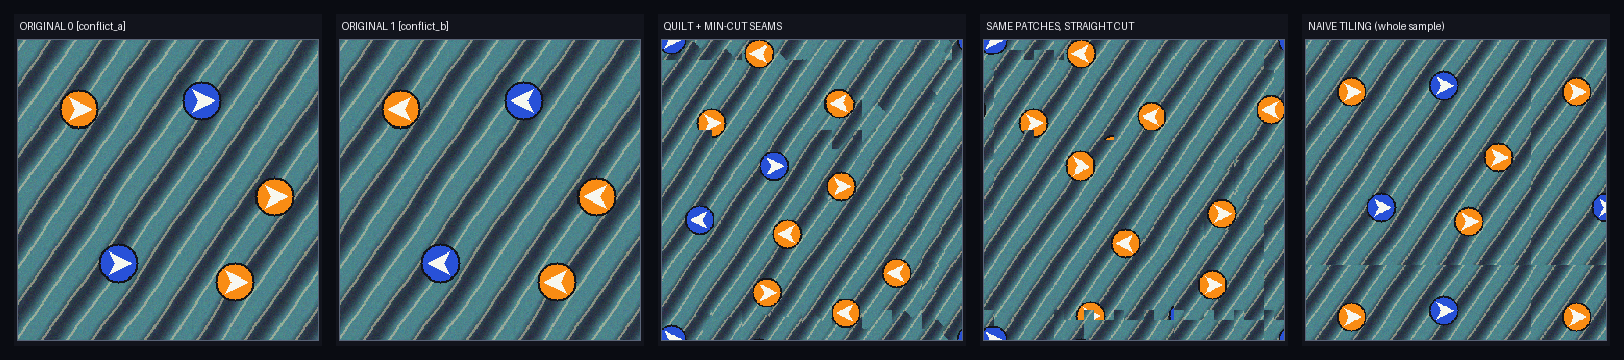 ORIGINAL 0 [conflict_a]
ORIGINAL 1 [conflict_b]
QUILT + MIN-CUT SEAMS
SAME PATCHES, STRAIGHT CUT
NAIVE TILING (whole sample)